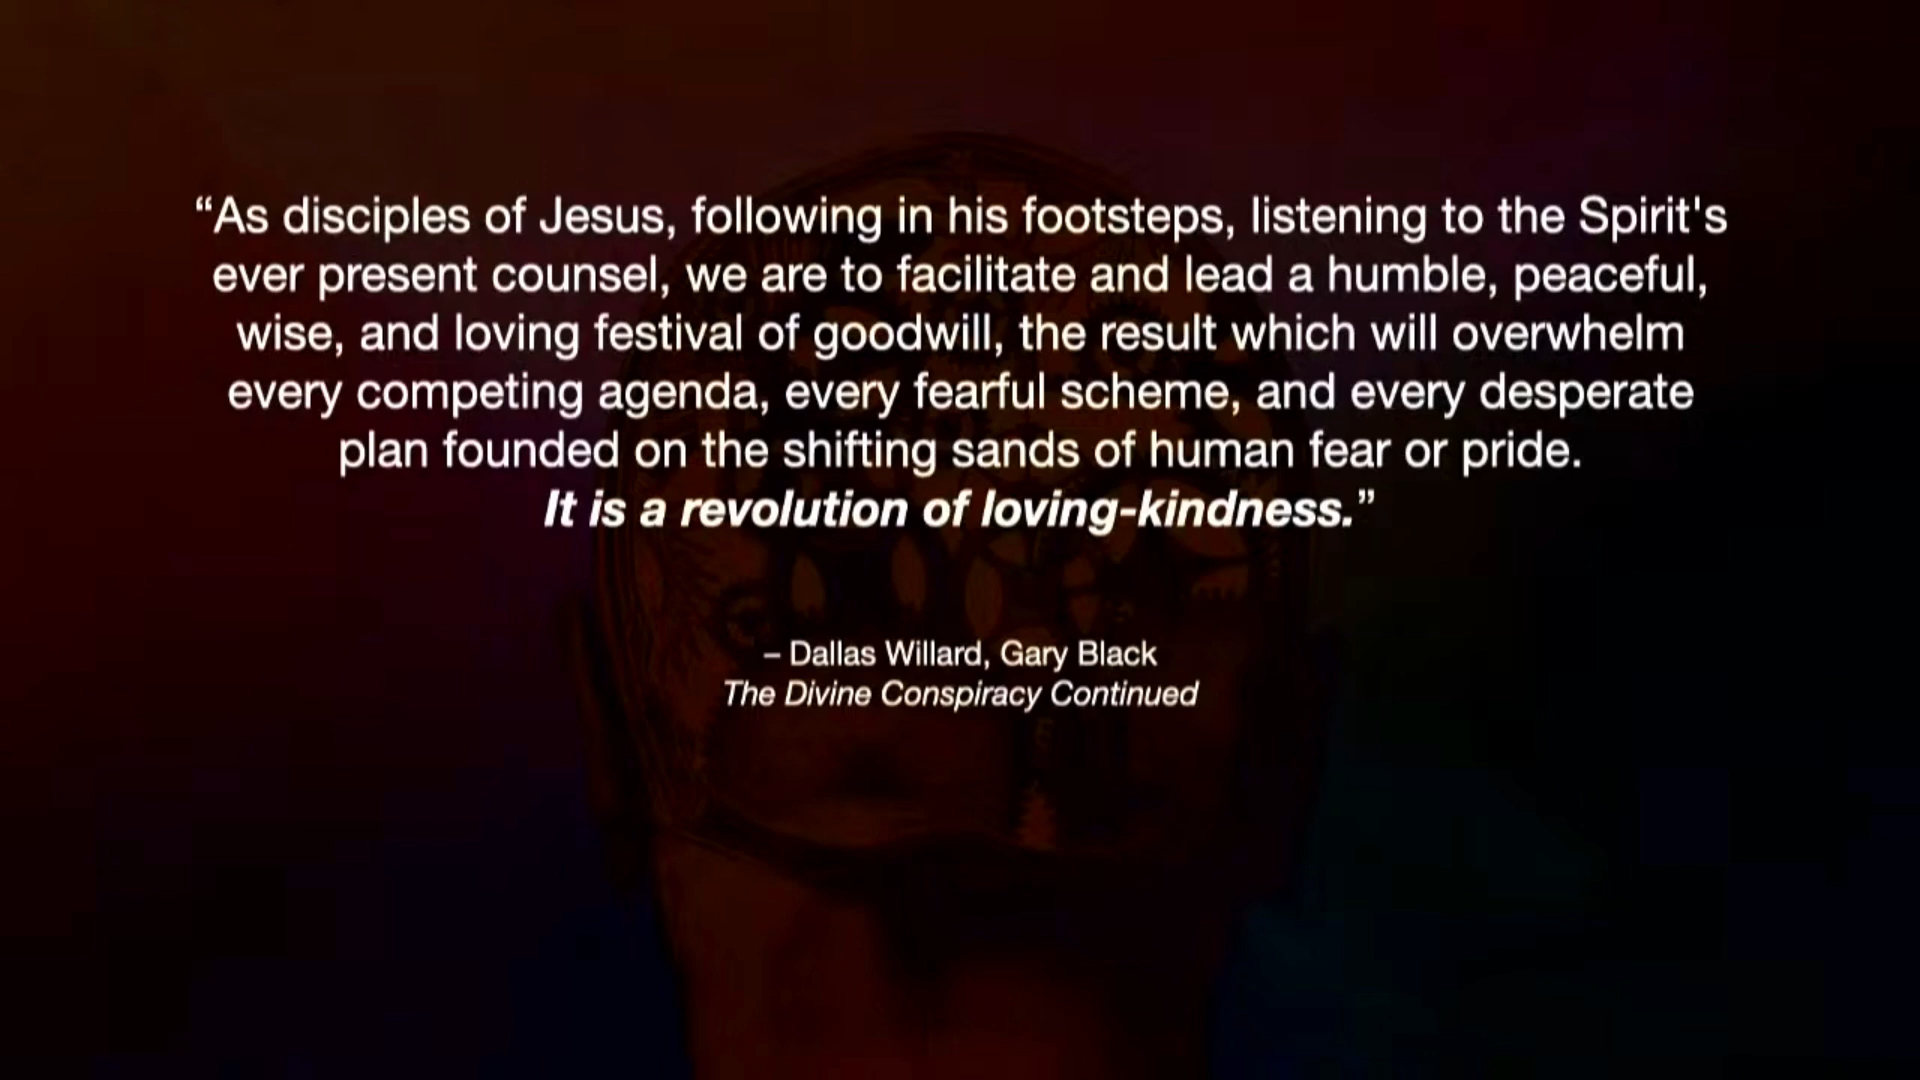 “As disciples of Jesus, following in his footsteps, listening to the Spirit's
ever present counsel, we are to facilitate and lead a humble, peaceful,
wise, and loving festival of goodwill, the result which will overwhelm
every competing agenda, every fearful scheme, and every desperate
plan founded on the shifting sands of human fear or pride.
It is a revolution of loving-kindness.”
– Dallas Willard, Gary Black
The Divine Conspiracy Continued